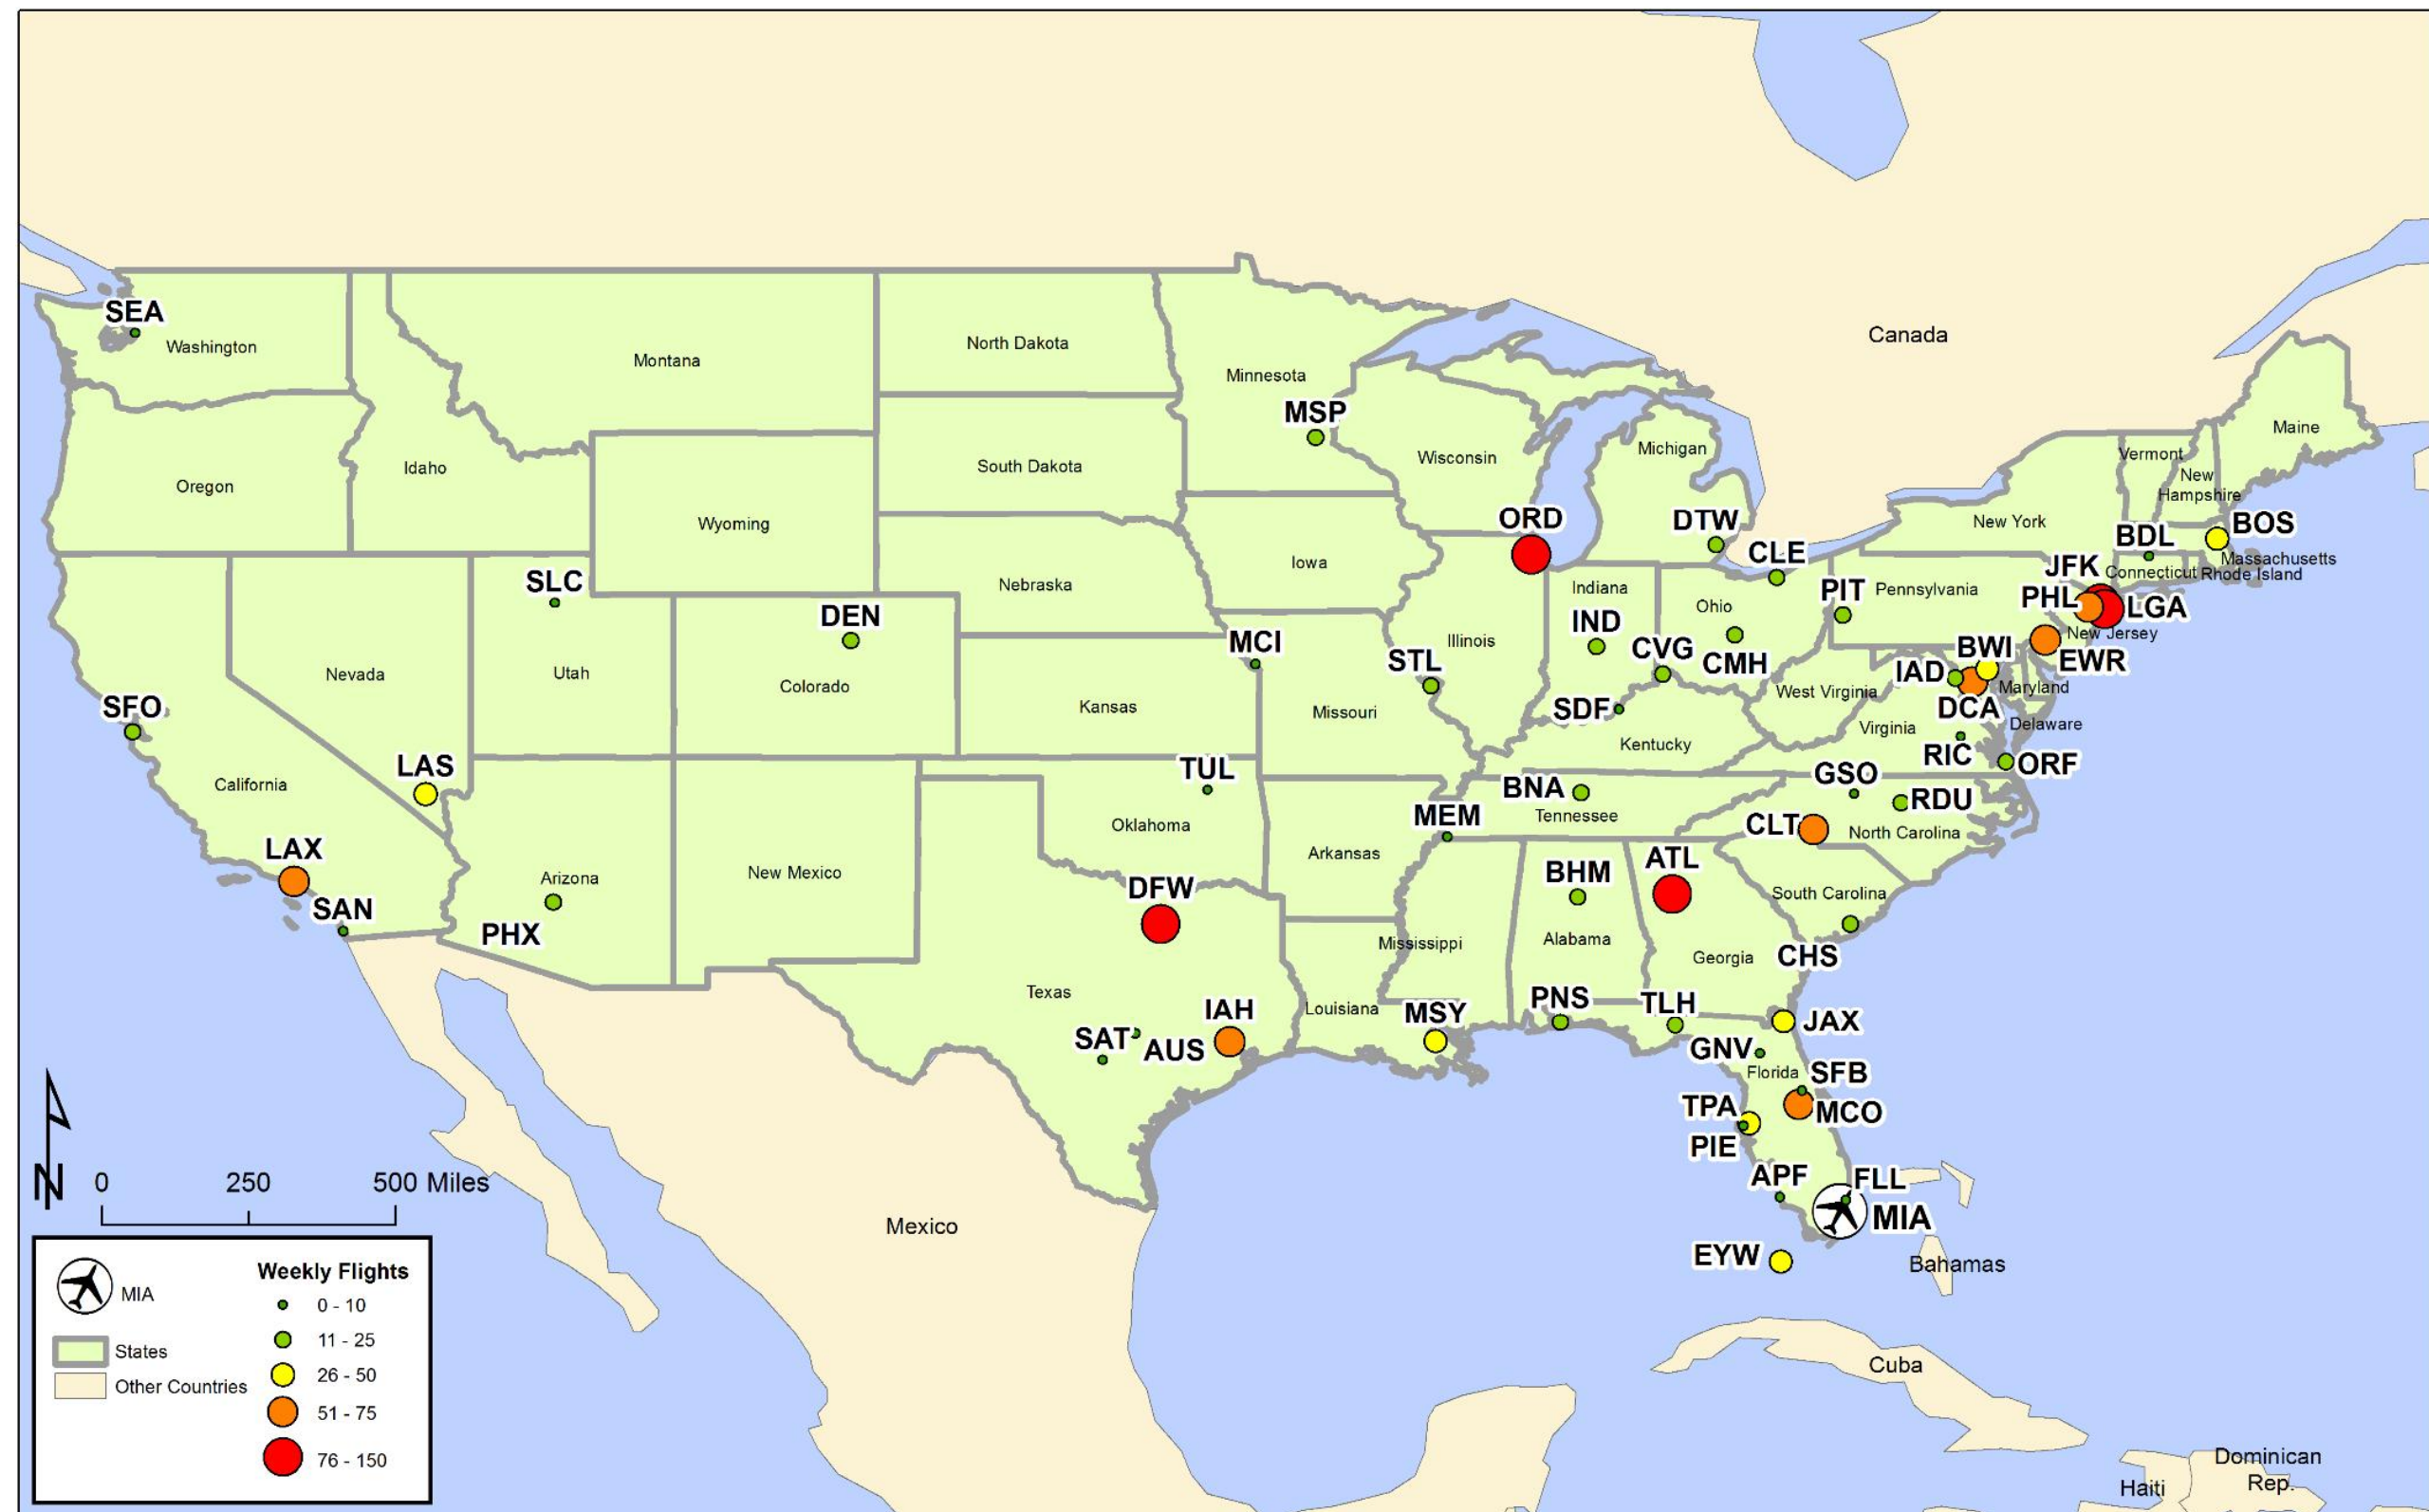 Canada
SEA
Washington
Montana
North Dakota
Minnesota
MSP
Oregon
Idaho
Wyoming
South Dakota
Wisconsin
Michigan
Maine
Vermont
New
Hampshire
New York
BOS
BDL
Massachusetts
Connecticut
Rhode Island
ORD
DTW
CLE
JFK
PHL
LGA
New Jersey
EWR
SLC
DEN
Nebraska
Iowa
Indiana
Ohio
PIT
Pennsylvania
IND
CVG
CMH
MCI
STL
Illinois
BWI
IAD
Maryland
DCA
Delaware
West Virginia
Virginia
RIC
ORF
Nevada
Utah
Colorado
Kansas
Missouri
SDF
Kentucky
SFO
LAS
California
TUL
Oklahoma
MEM
BNA
Tennessee
GSO
RDU
CLT
North Carolina
LAX
SAN
Arizona
PHX
New Mexico
DFW
Arkansas
BHM
ATL
South Carolina
Mississippi
Alabama
Georgia
CHS
Texas
SAT
AUS
IAH
Louisiana
MSY
PNS
TLH
JAX
GNV
Florida
SFB
MCO
TPA
PIE
APF
FLL
MIA
EYW
Bahamas
Mexico
Cuba
Haiti
Dominican
Rep.
N
0 250 500 Miles
MIA
States
Other Countries
Weekly Flights
0 - 10
11 - 25
26 - 50
51 - 75
76 - 150